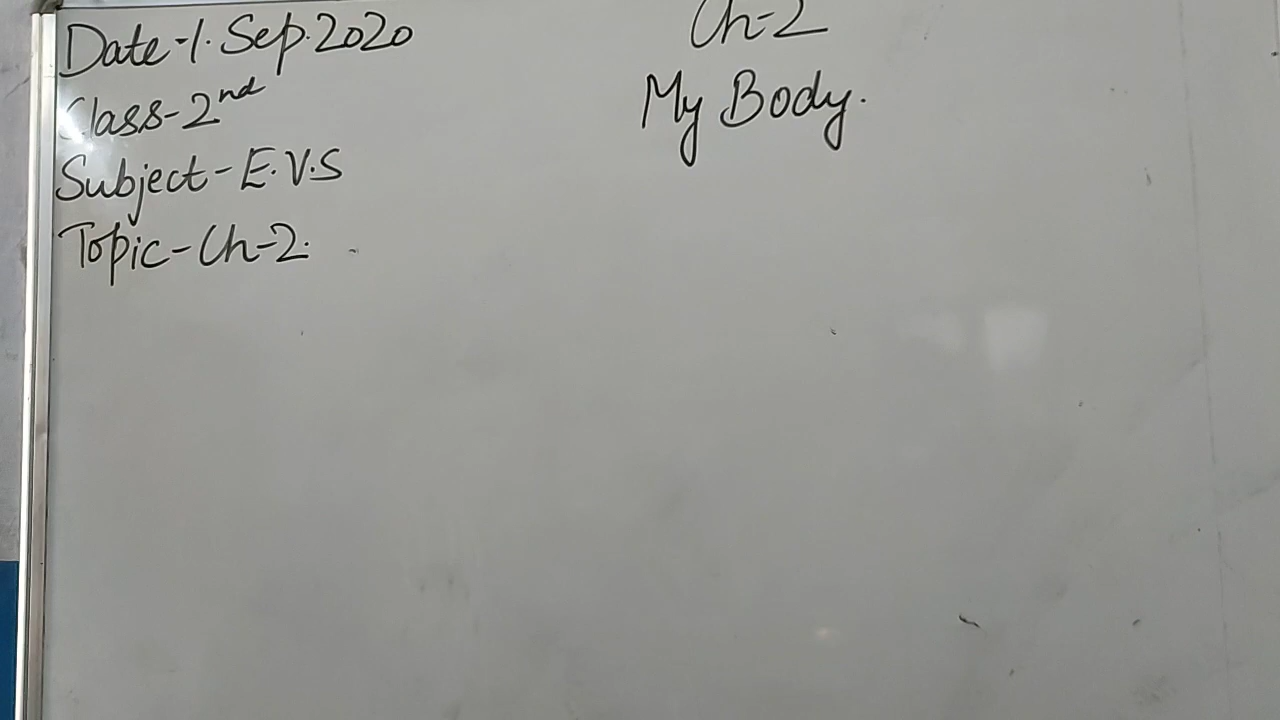 Date-1.Sep.2020
Class-2nd
Subject-E.V.S
Topic-Ch-2.
Ch-2
My Body.